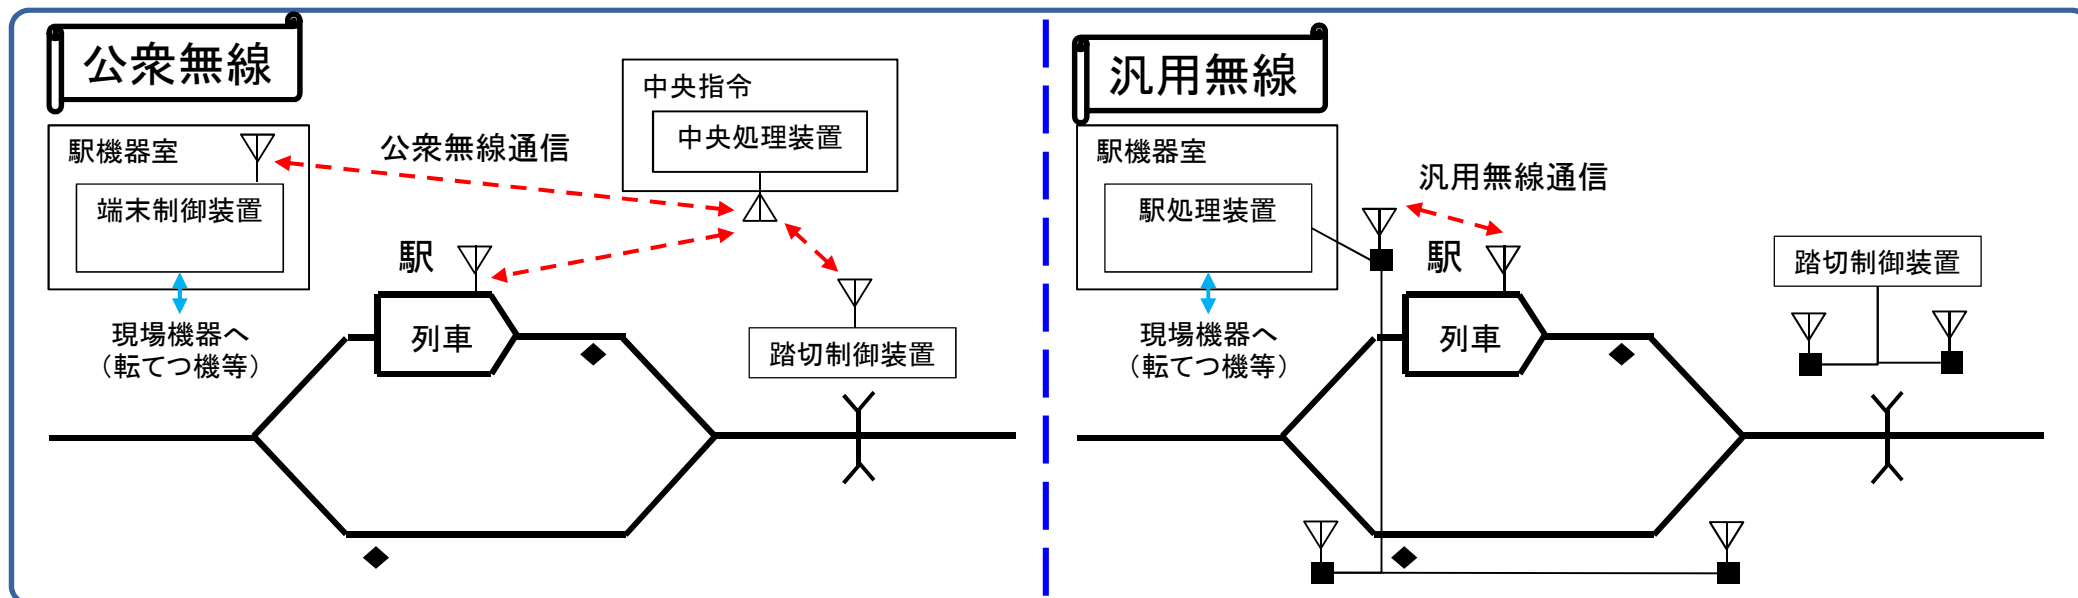 公衆無線
中央指令
中央処理装置
駅機器室
公衆無線通信
端末制御装置
駅
列車
現場機器へ
（転てつ機等）
踏切制御装置
汎用無線
駅機器室
汎用無線通信
駅処理装置
駅
踏切制御装置
列車
現場機器へ
（転てつ機等）